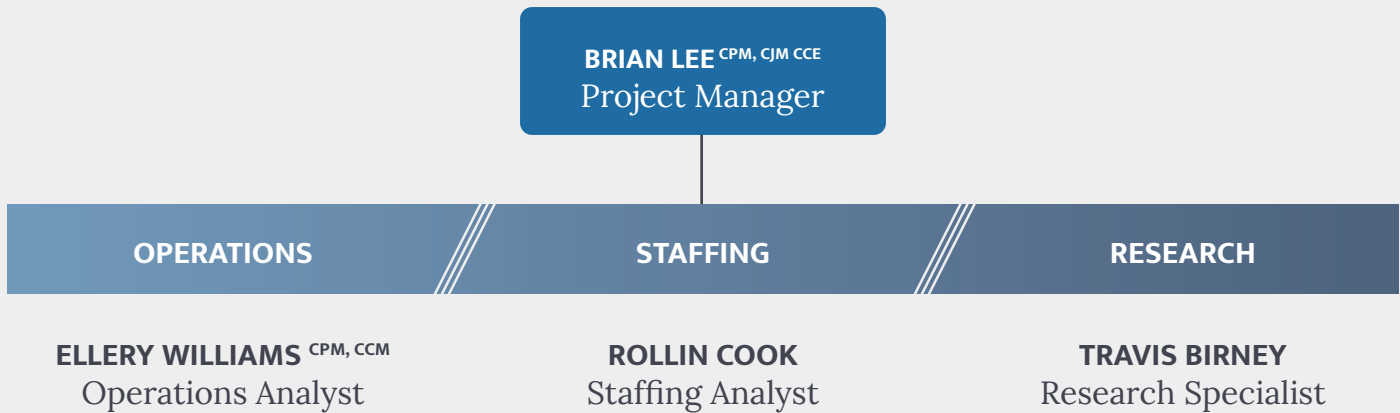 BRIAN LEE CPM, CJM CCE
Project Manager
OPERATIONS
STAFFING
RESEARCH
ELLERY WILLIAMS CPM, CCM
Operations Analyst
ROLLIN COOK
Staffing Analyst
TRAVIS BIRNEY
Research Specialist